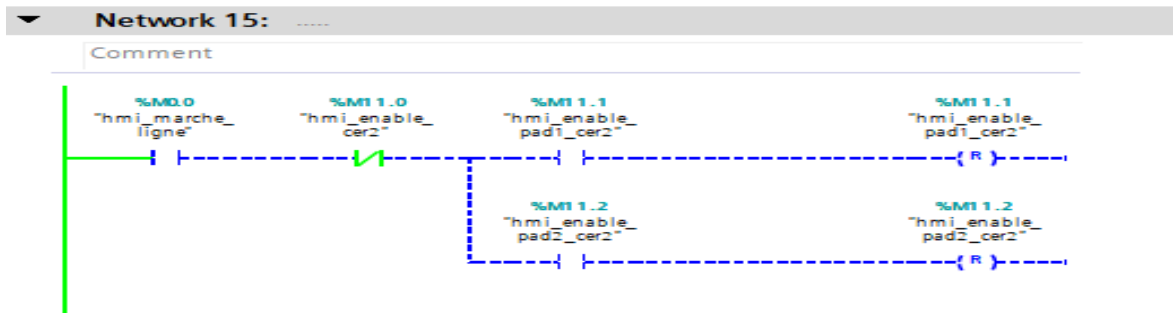 Network 15: .....
Comment
%M0.0 %M11.0 %M11.1 %M11.1
"hmi_marche_ "hmi_enable_ "hmi_enable_ "hmi_enable_
ligne" cer2" pad1_cer2" pad1_cer2"
R
%M11.2 %M11.2
"hmi_enable_ "hmi_enable_
pad2_cer2" pad2_cer2"
R